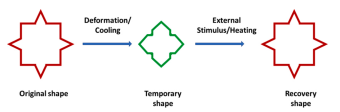 Deformation/
Cooling
External
Stimulus/Heating
Original shape
Temporary
shape
Recovery
shape